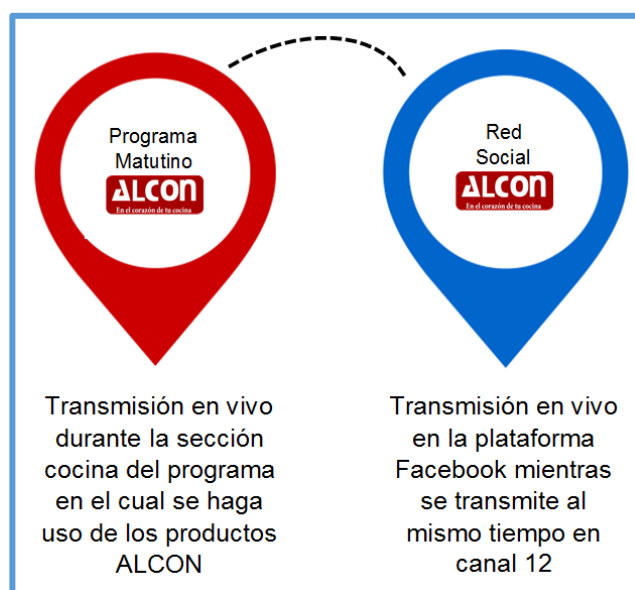 Programa
Matutino
ALCON
En el corazón de tu cocina
Red
Social
ALCON
En el corazón de tu cocina
Transmisión en vivo
durante la sección
cocina del programa
en el cual se haga
uso de los productos
ALCON
Transmisión en vivo
en la plataforma
Facebook mientras
se transmite al
mismo tiempo en
canal 12